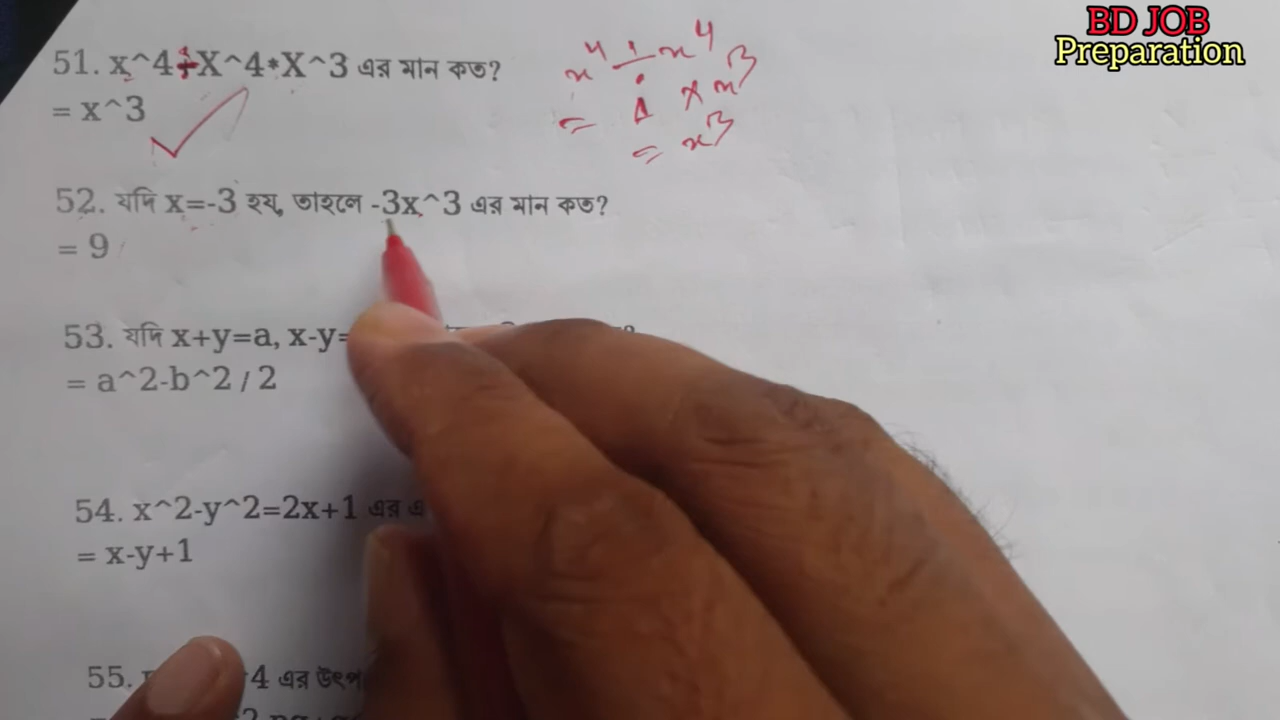 BD JOB
Preparation
51. x^4÷X^4*X^3 এর মান কত?
= x^3
x⁴ ÷ x⁴
= 1 × x³
= x³
52. যদি x=-3 হয়, তাহলে -3x^3 এর মান কত?
= 9
53. যদি x+y=a, x-y=
= a^2-b^2 / 2
54. x^2-y^2=2x+1 এর
= x-y+1
55.
4 এর